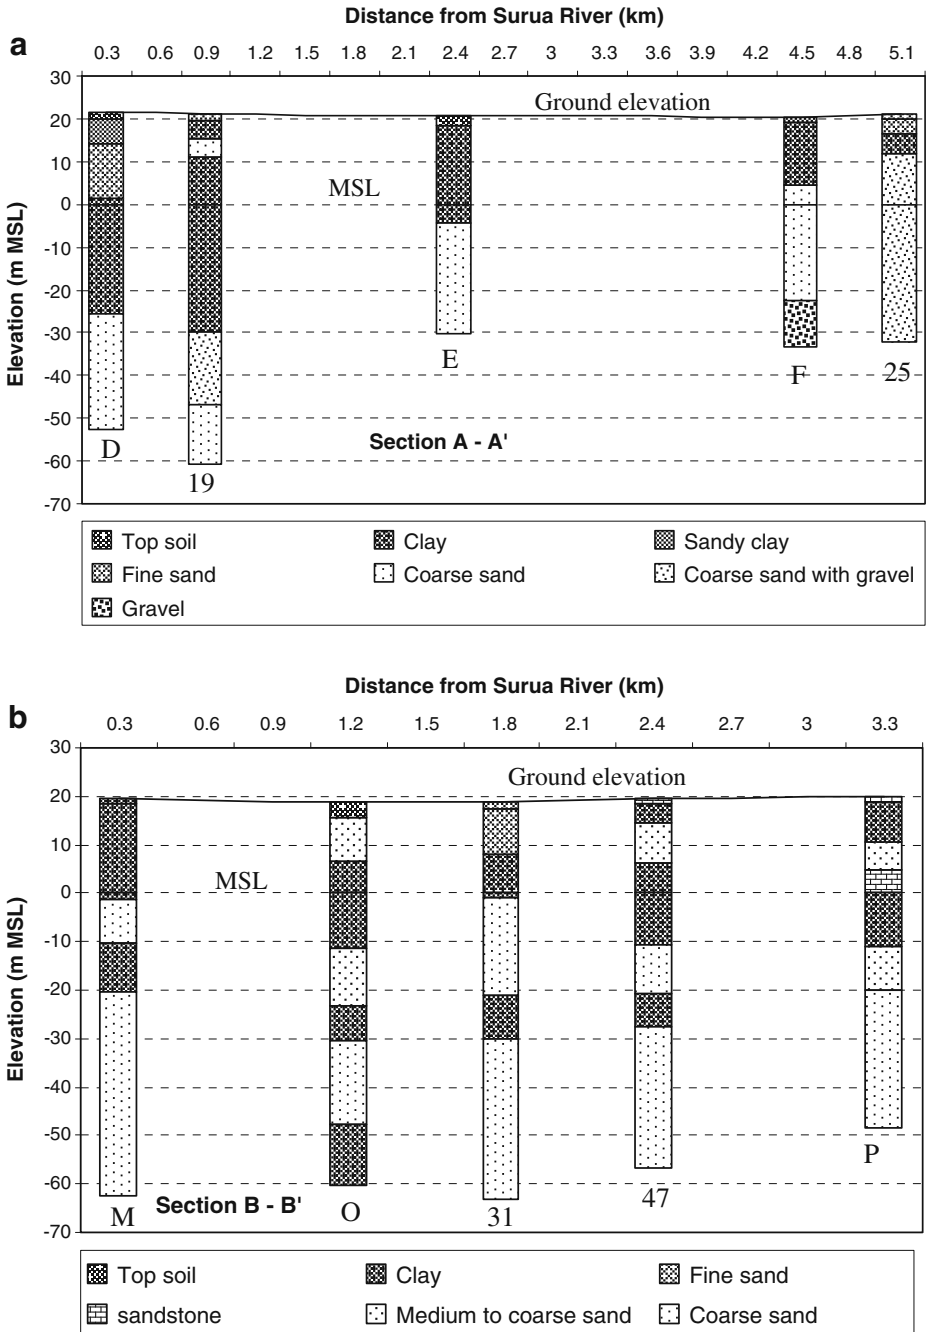 Distance from Surua River (km)
a
0.3 0.6 0.9 1.2 1.5 1.8 2.1 2.4 2.7 3 3.3 3.6 3.9 4.2 4.5 4.8 5.1
30
Ground elevation
20
10
MSL
0
-10
-20
-30
E
F
25
-40
Section A - A'
-50
D
-60
19
-70
Elevation (m MSL)
Top soil Clay Sandy clay
Fine sand Coarse sand Coarse sand with gravel
Gravel
Distance from Surua River (km)
b
0.3 0.6 0.9 1.2 1.5 1.8 2.1 2.4 2.7 3 3.3
30
Ground elevation
20
10
MSL
0
-10
-20
-30
-40
-50
P
-60
Section B - B'
47
M
O
31
-70
Elevation (m MSL)
Top soil Clay Fine sand
sandstone Medium to coarse sand Coarse sand